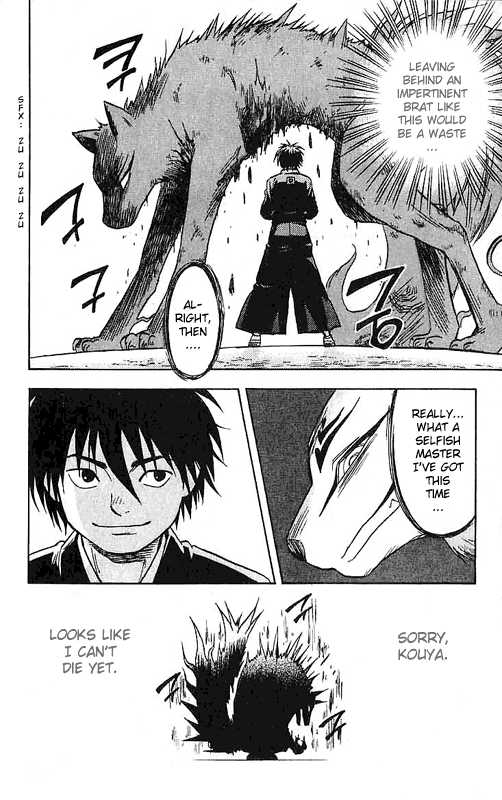 LEAVING
BEHIND AN
IMPERTINENT
BRAT LIKE
THIS WOULD
BE A WASTE
...
SFX: ZU ZU ZU ZU
AL-
RIGHT,
THEN
....
REALLY...
WHAT A
SELFISH
MASTER
I'VE GOT
THIS
TIME
...
SORRY,
KOUYA.
LOOKS LIKE
I CAN'T
DIE YET.